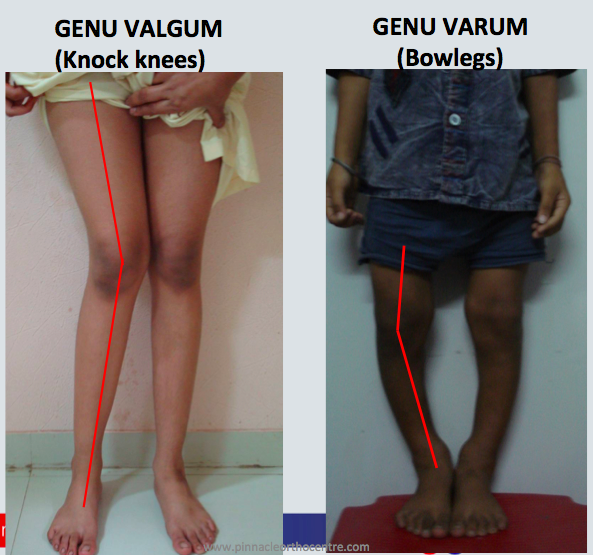 GENU VALGUM
(Knock knees)
GENU VARUM
(Bowlegs)
www.pinnacleorthocentre.com